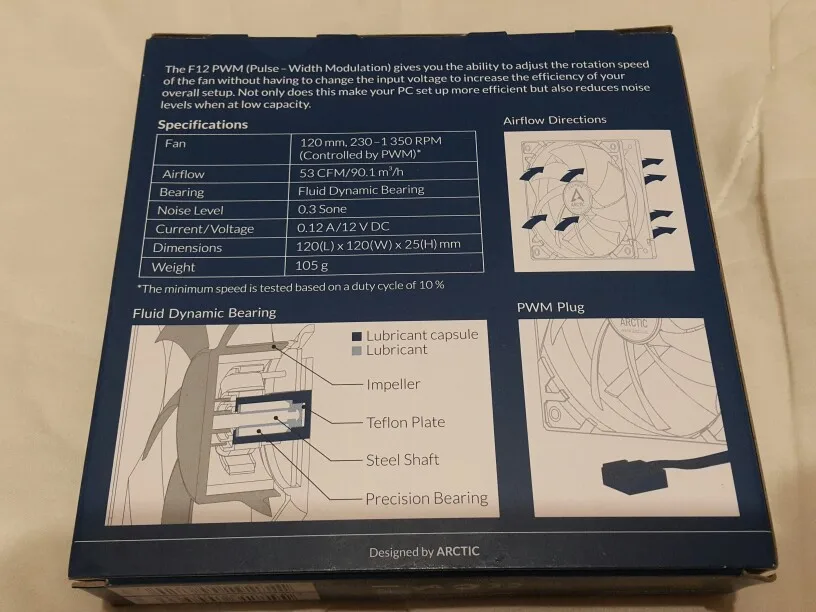 The F12 PWM (Pulse – Width Modulation) gives you the ability to adjust the rotation speed
of the fan without having to change the input voltage to increase the efficiency of your
overall setup. Not only does this make your PC set up more efficient but also reduces noise
levels when at low capacity.
Specifications
Fan 120 mm, 230–1 350 RPM
(Controlled by PWM)*
Airflow 53 CFM/90.1 m³/h
Bearing Fluid Dynamic Bearing
Noise Level 0.3 Sone
Current/Voltage 0.12 A/12 V DC
Dimensions 120(L) x 120(W) x 25(H) mm
Weight 105 g
*The minimum speed is tested based on a duty cycle of 10 %
Airflow Directions
ARCTIC
Fluid Dynamic Bearing
Lubricant capsule
Lubricant
Impeller
Teflon Plate
Steel Shaft
Precision Bearing
PWM Plug
ARCTIC
Designed by ARCTIC